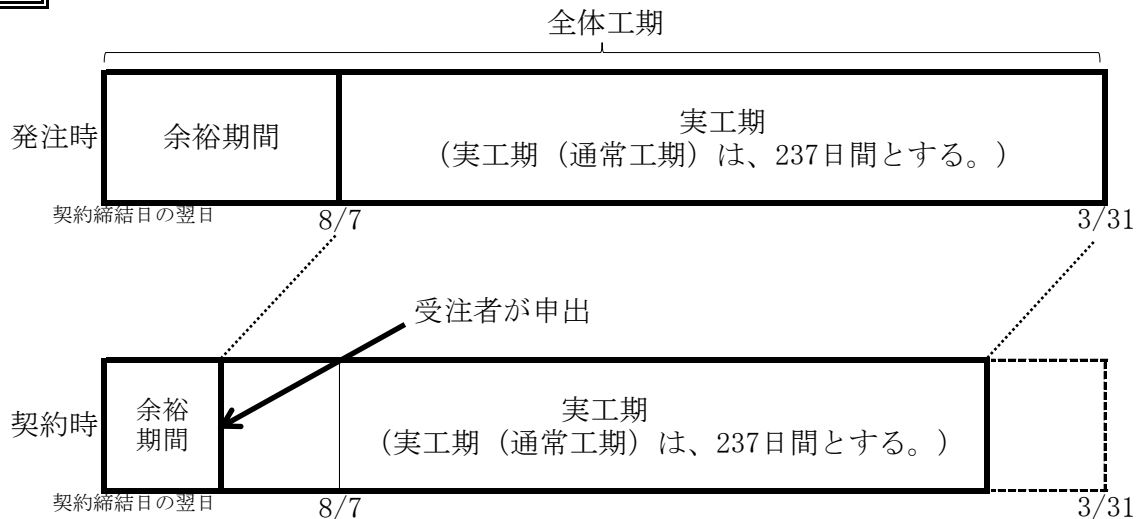 全体工期
発注時
余裕期間
実工期
（実工期（通常工期）は、237日間とする。）
契約締結日の翌日
8/7
3/31
受注者が申出
契約時
余裕
期間
実工期
（実工期（通常工期）は、237日間とする。）
契約締結日の翌日
8/7
3/31